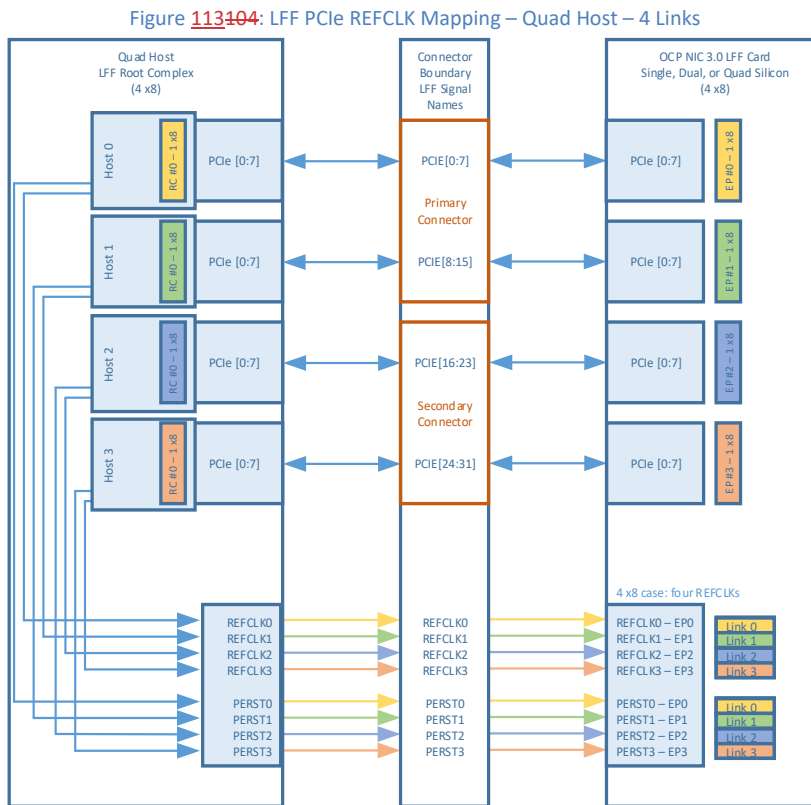 Figure 113104: LFF PCIe REFCLK Mapping – Quad Host – 4 Links
Quad Host
LFF Root Complex
(4 x8)
Connector
Boundary
LFF Signal
Names
OCP NIC 3.0 LFF Card
Single, Dual, or Quad Silicon
(4 x8)
Host 0
RC #0 – 1 x8
PCIe [0:7]
PCIE[0:7]
PCIe [0:7]
EP #0 – 1 x8
Primary
Connector
Host 1
RC #0 – 1 x8
PCIe [0:7]
PCIE[8:15]
PCIe [0:7]
EP #1 – 1 x8
Host 2
RC #0 – 1 x8
PCIe [0:7]
PCIE[16:23]
PCIe [0:7]
EP #2 – 1 x8
Secondary
Connector
Host 3
RC #0 – 1 x8
PCIe [0:7]
PCIE[24:31]
PCIe [0:7]
EP #3 – 1 x8
4 x8 case: four REFCLKs
REFCLK0
REFCLK1
REFCLK2
REFCLK3
PERST0
PERST1
PERST2
PERST3
REFCLK0
REFCLK1
REFCLK2
REFCLK3
PERST0
PERST1
PERST2
PERST3
REFCLK0 – EP0
REFCLK1 – EP1
REFCLK2 – EP2
REFCLK3 – EP3
PERST0 – EP0
PERST1 – EP1
PERST2 – EP2
PERST3 – EP3
Link 0
Link 1
Link 2
Link 3
Link 0
Link 1
Link 2
Link 3